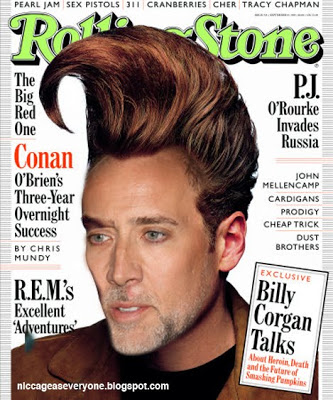 PEARL JAM | SEX PISTOLS | 311 | CRANBERRIES | CHER | TRACY CHAPMAN
RollingStone
The
Big
Red
One
Conan
O'Brien's
Three-Year
Overnight
Success
BY CHRIS
MUNDY
R.E.M.'s
Excellent
'Adventures'
P.J.
O'Rourke
Invades
Russia
JOHN
MELLENCAMP
CARDIGANS
PRODIGY
CHEAP TRICK
DUST
BROTHERS
EXCLUSIVE
Billy
Corgan
Talks
About Heroin, Death
and the Future of
Smashing Pumpkins
niccageaseveryone.blogspot.com